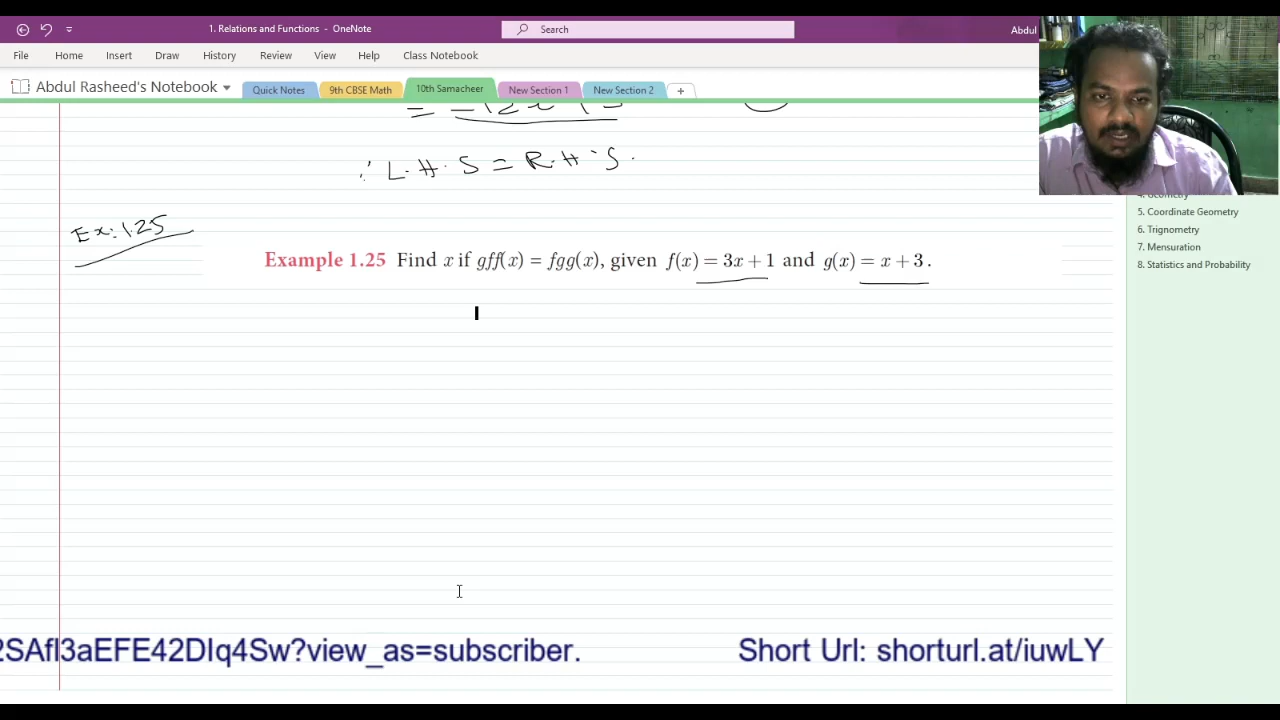 1. Relations and Functions - OneNote
Search
Abdul
File Home Insert Draw History Review View Help Class Notebook
Abdul Rasheed's Notebook Quick Notes 9th CBSE Math 10th Samacheer New Section 1 New Section 2 +
∴ L.H.S = R.H.S.
Ex: 1.25
Example 1.25 Find x if gff(x) = fgg(x), given f(x) = 3x + 1 and g(x) = x + 3.
5. Coordinate Geometry
6. Trignometry
7. Mensuration
8. Statistics and Probability
2SAfl3aEFE42DIq4Sw?view_as=subscriber. Short Url: shorturl.at/iuwLY